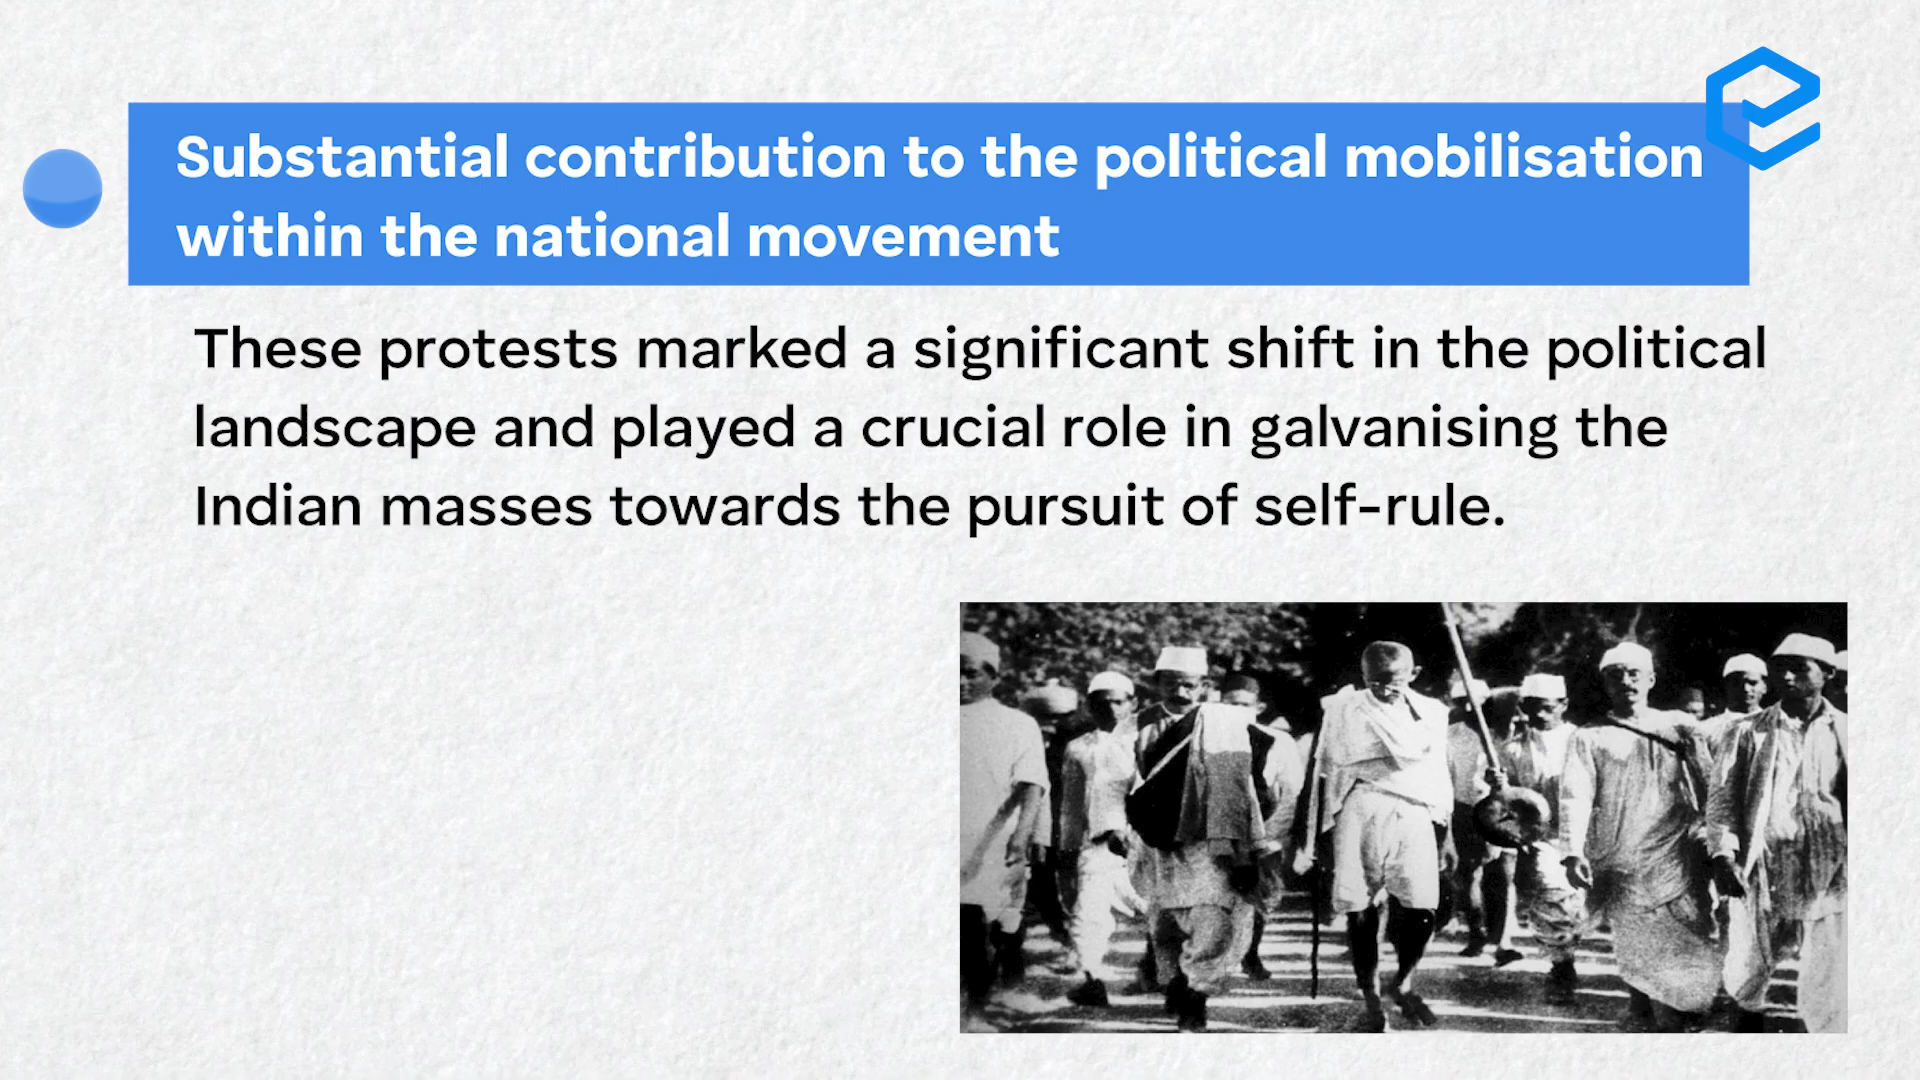 Substantial contribution to the political mobilisation
within the national movement
These protests marked a significant shift in the political
landscape and played a crucial role in galvanising the
Indian masses towards the pursuit of self-rule.